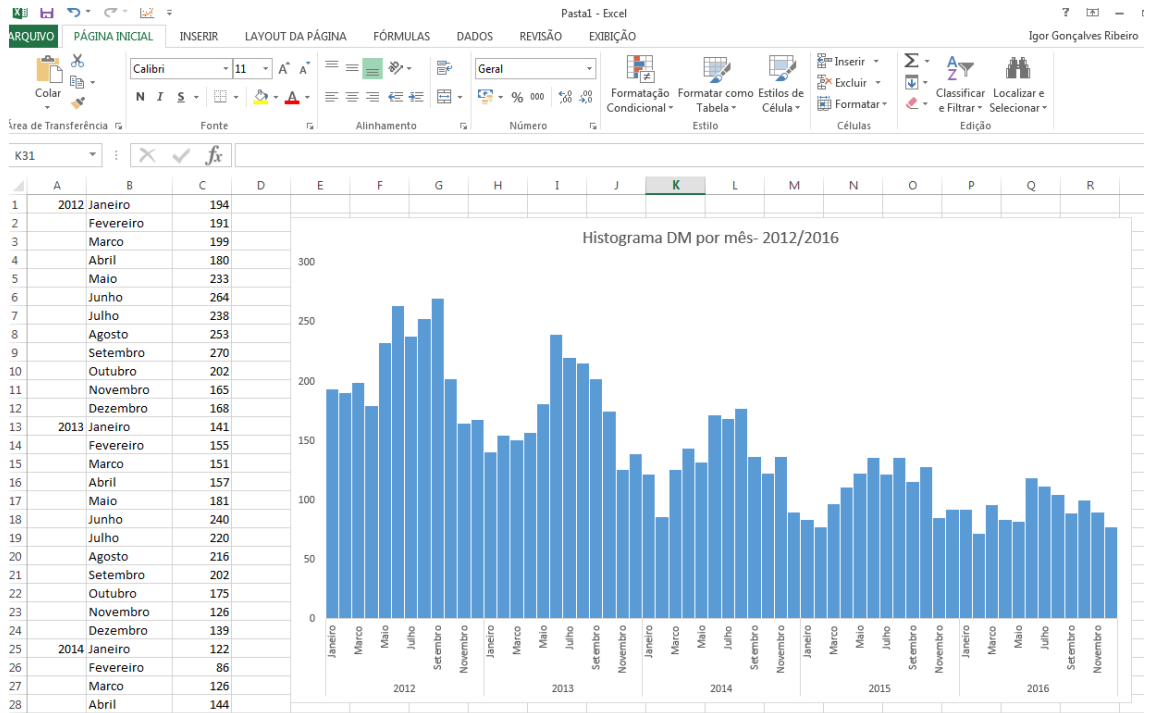 Pasta1 - Excel
ARQUIVO PÁGINA INICIAL INSERIR LAYOUT DA PÁGINA FÓRMULAS DADOS REVISÃO EXIBIÇÃO Igor Gonçalves Ribeiro
Colar
Calibri 11
N I S
Geral
% 000
Formatação Condicional
Formatar como Tabela
Estilos de Célula
Inserir
Excluir
Formatar
Classificar e Filtrar
Localizar e Selecionar
Área de Transferência Fonte Alinhamento Número Estilo Células Edição
K31 fx
A B C D E F G H I J K L M N O P Q R
1 2012 Janeiro 194
2 Fevereiro 191
3 Marco 199
4 Abril 180
5 Maio 233
6 Junho 264
7 Julho 238
8 Agosto 253
9 Setembro 270
10 Outubro 202
11 Novembro 165
12 Dezembro 168
13 2013 Janeiro 141
14 Fevereiro 155
15 Marco 151
16 Abril 157
17 Maio 181
18 Junho 240
19 Julho 220
20 Agosto 216
21 Setembro 202
22 Outubro 175
23 Novembro 126
24 Dezembro 139
25 2014 Janeiro 122
26 Fevereiro 86
27 Marco 126
28 Abril 144
Histograma DM por mês- 2012/2016
300
250
200
150
100
50
0
Janeiro Marco Maio Julho Setembro Novembro Janeiro Marco Maio Julho Setembro Novembro Janeiro Marco Maio Julho Setembro Novembro Janeiro Marco Maio Julho Setembro Novembro Janeiro Marco Maio Julho Setembro Novembro
2012 2013 2014 2015 2016